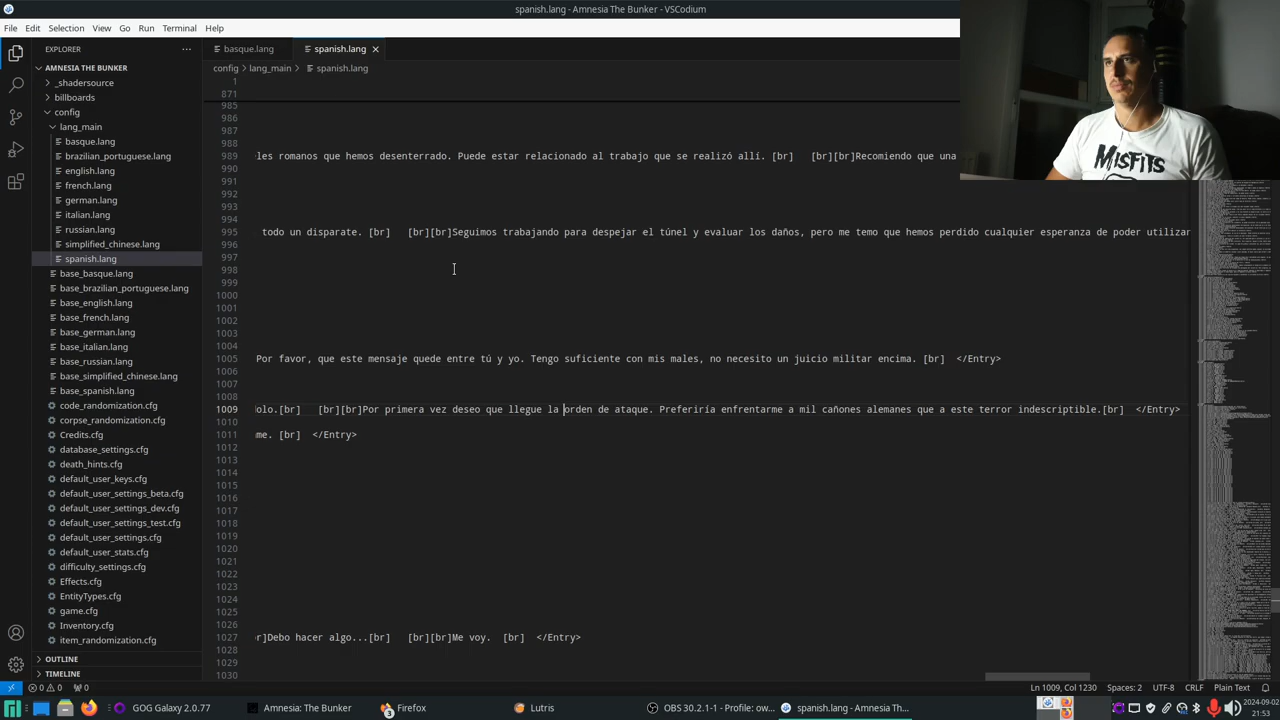 spanish.lang - Amnesia The Bunker - VSCodium
File Edit Selection View Go Run Terminal Help
EXPLORER
AMNESIA THE BUNKER
_shadersource
billboards
config
lang_main
basque.lang
brazilian_portuguese.lang
english.lang
french.lang
german.lang
italian.lang
russian.lang
simplified_chinese.lang
spanish.lang
base_basque.lang
base_brazilian_portuguese.lang
base_english.lang
base_french.lang
base_german.lang
base_italian.lang
base_russian.lang
base_simplified_chinese.lang
base_spanish.lang
code_randomization.cfg
corpse_randomization.cfg
Credits.cfg
database_settings.cfg
death_hints.cfg
default_user_keys.cfg
default_user_settings_beta.cfg
default_user_settings_dev.cfg
default_user_settings_test.cfg
default_user_settings.cfg
default_user_stats.cfg
difficulty_settings.cfg
Effects.cfg
EntityTypes.cfg
game.cfg
Inventory.cfg
item_randomization.cfg
OUTLINE
TIMELINE
basque.lang spanish.lang
config > lang_main > spanish.lang
1
871
985
986
987
988
989 les romanos que hemos desenterrado. Puede estar relacionado al trabajo que se realizó allí. [br] [br][br]Recomiendo que una
990
991
992
993
994
995 todo un disparate. [br] [br][br]Seguimos trabajando para despejar el túnel y evaluar los daños, pero me temo que hemos perdido cualquier esperanza de poder utilizar
996
997
998
999
1000
1001
1002
1003
1004
1005 Por favor, que este mensaje quede entre tú y yo. Tengo suficiente con mis males, no necesito un juicio militar encima. [br] </Entry>
1006
1007
1008
1009 olo.[br] [br][br]Por primera vez deseo que llegue la orden de ataque. Preferiría enfrentarme a mil cañones alemanes que a este terror indescriptible.[br] </Entry>
1010
1011 me. [br] </Entry>
1012
1013
1014
1015
1016
1017
1018
1019
1020
1021
1022
1023
1024
1025
1026
1027 r]Debo hacer algo...[br] [br][br]Me voy. [br] </Entry>
1028
1029
1030
MISFITS
0 0 0 Ln 1009, Col 1230 Spaces: 2 UTF-8 CRLF Plain Text
GOG Galaxy 2.0.77 Amnesia: The Bunker 2 Firefox Lutris OBS 30.2.1-1 - Profile: ow... spanish.lang - Amnesia Th... 2024-09-02
21:53